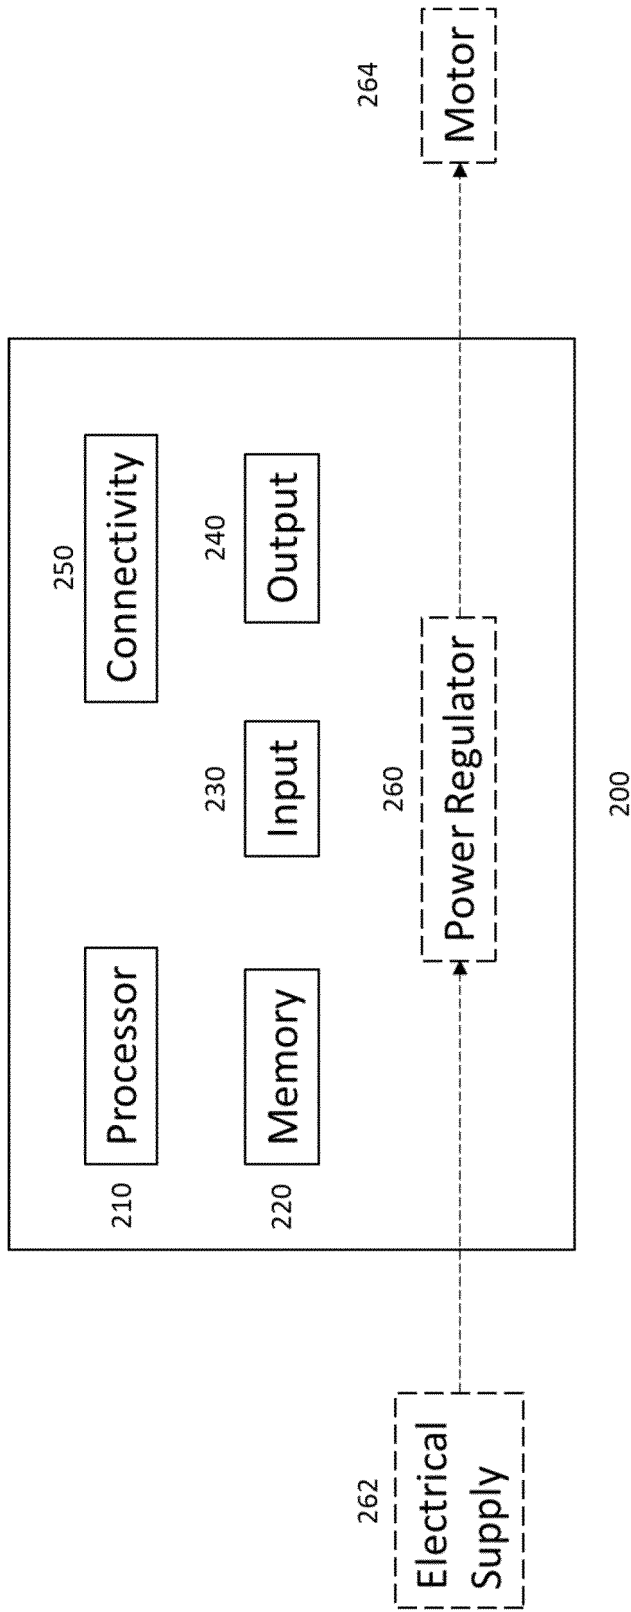 250
210
Processor
Connectivity
230
240
220
Memory
Input
Output
262
260
264
Electrical
Supply
Power Regulator
Motor
200